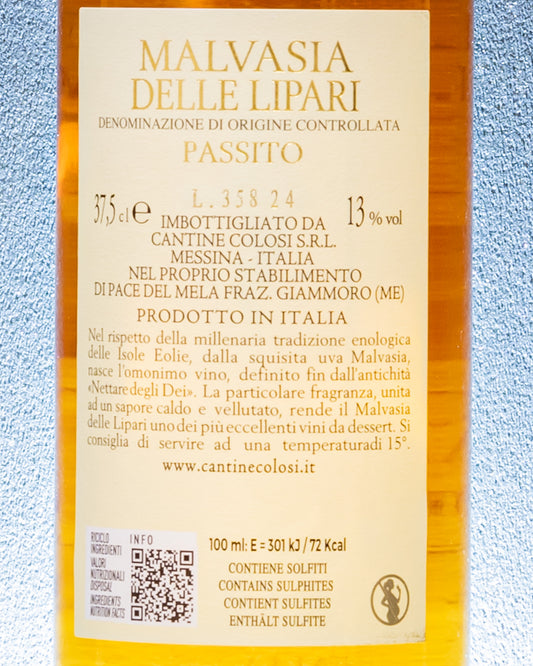 MALVASIA
DELLE LIPARI
DENOMINAZIONE DI ORIGINE CONTROLLATA
PASSITO
37,5 cl e L. 358 24 13 % vol
IMBOTTIGLIATO DA
CANTINE COLOSI S.R.L.
MESSINA - ITALIA
NEL PROPRIO STABILIMENTO
DI PACE DEL MELA FRAZ. GIAMMORO (ME)
PRODOTTO IN ITALIA
Nel rispetto della millenaria tradizione enologica
delle Isole Eolie, dalla squisita uva Malvasia,
nasce l'omonimo vino, definito fin dall'antichità
«Nettare degli Dei». La particolare fragranza, unita
ad un sapore caldo e vellutato, rende il Malvasia
delle Lipari uno dei più eccellenti vini da dessert. Si
consiglia di servire ad una temperaturadi 15°.
www.cantinecolosi.it
RICICLO
INGREDIENTI
VALORI
NUTRIZIONALI
DISPOSAL
INGREDIENTS
NUTRITION FACTS
INFO
100 ml: E = 301 kJ / 72 Kcal
CONTIENE SOLFITI
CONTAINS SULPHITES
CONTIENT SULFITES
ENTHÄLT SULFITE